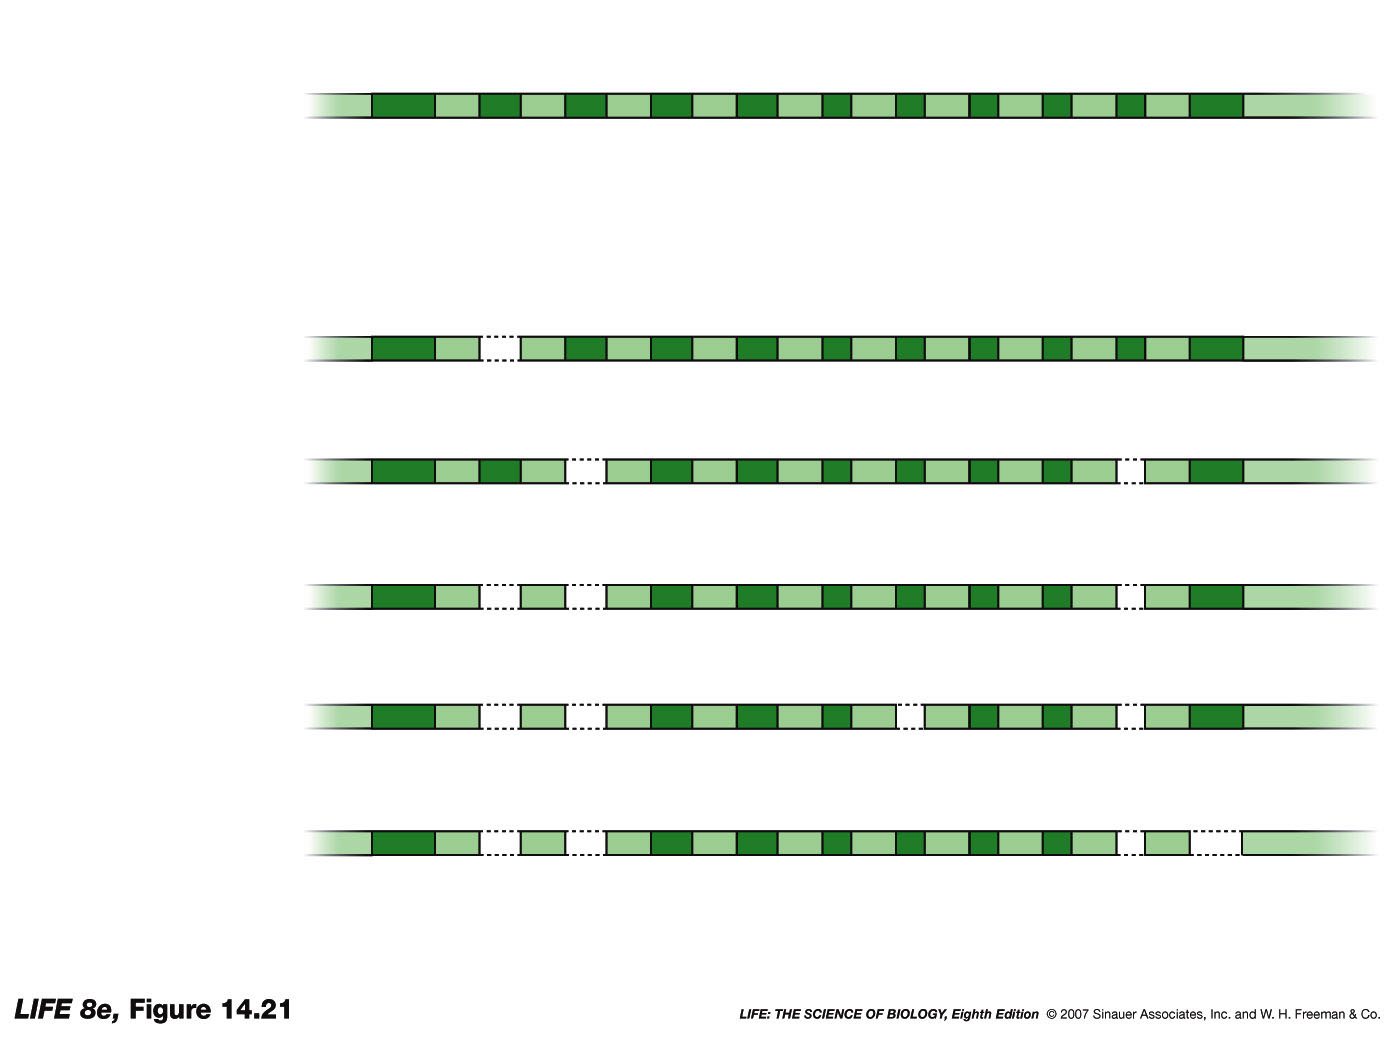 LIFE 8e, Figure 14.21
LIFE: THE SCIENCE OF BIOLOGY, Eighth Edition © 2007 Sinauer Associates, Inc. and W. H. Freeman & Co.